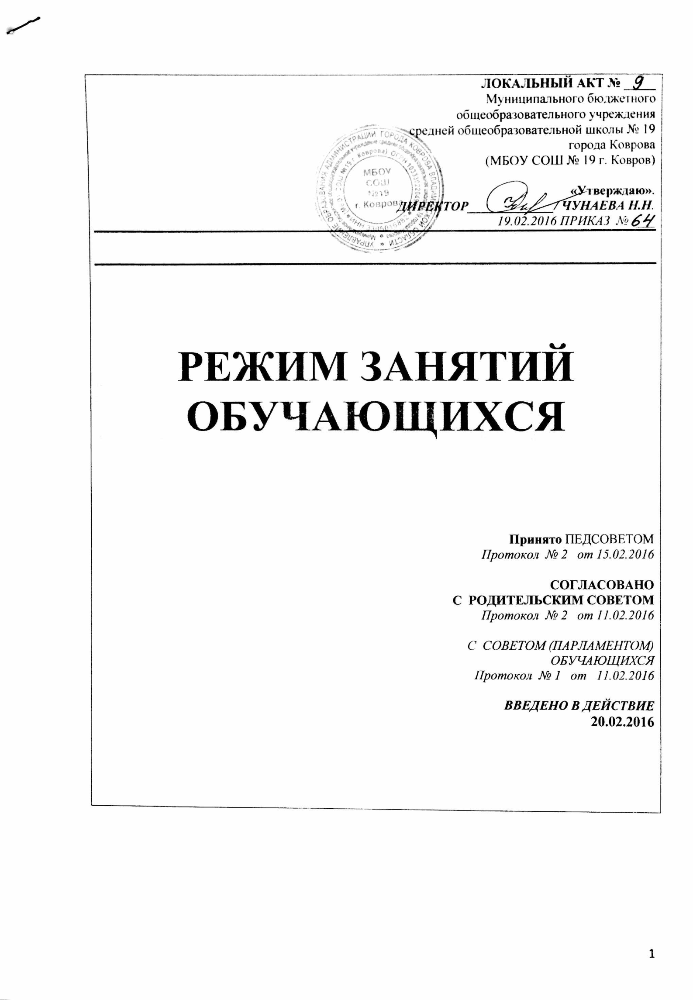 ЛОКАЛЬНЫЙ АКТ № 9
Муниципального бюджетного
общеобразовательного учреждения
средней общеобразовательной школы № 19
города Коврова
(МБОУ СОШ № 19 г. Ковров)
«Утверждаю».
ДИРЕКТОР ЧУНАЕВА Н.Н.
19.02.2016 ПРИКАЗ № 64
УПРАВЛЕНИЕ ОБРАЗОВАНИЯ АДМИНИСТРАЦИИ ГОРОДА КОВРОВА ВЛАДИМИРСКОЙ ОБЛАСТИ
МБОУ
СОШ
№19
г. Коврова
РЕЖИМ ЗАНЯТИЙ
ОБУЧАЮЩИХСЯ
Принято ПЕДСОВЕТОМ
Протокол № 2 от 15.02.2016
СОГЛАСОВАНО
С РОДИТЕЛЬСКИМ СОВЕТОМ
Протокол № 2 от 11.02.2016
С СОВЕТОМ (ПАРЛАМЕНТОМ)
ОБУЧАЮЩИХСЯ
Протокол № 1 от 11.02.2016
ВВЕДЕНО В ДЕЙСТВИЕ
20.02.2016
1